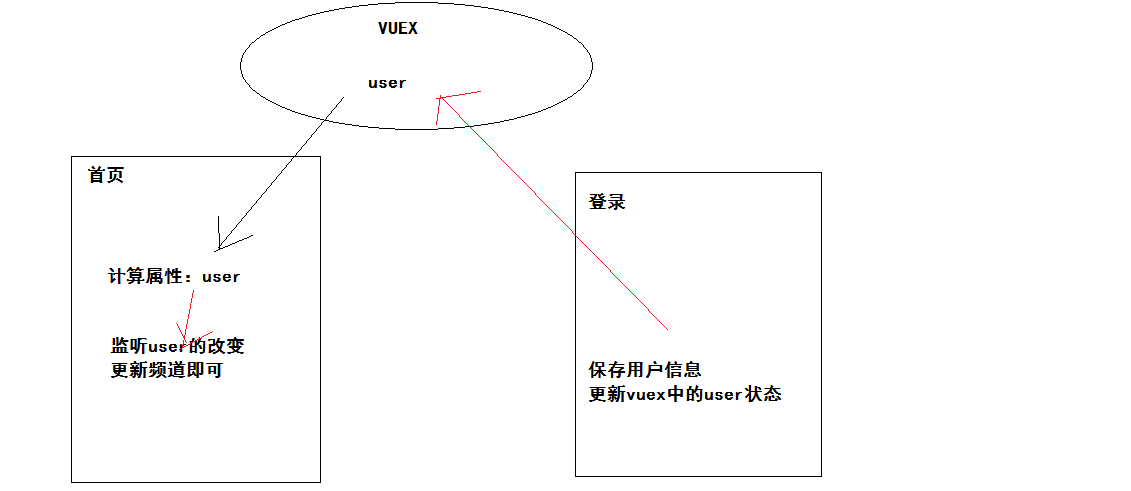 VUEX
user
首页
计算属性：user
监听user的改变
更新频道即可
登录
保存用户信息
更新vuex中的user状态